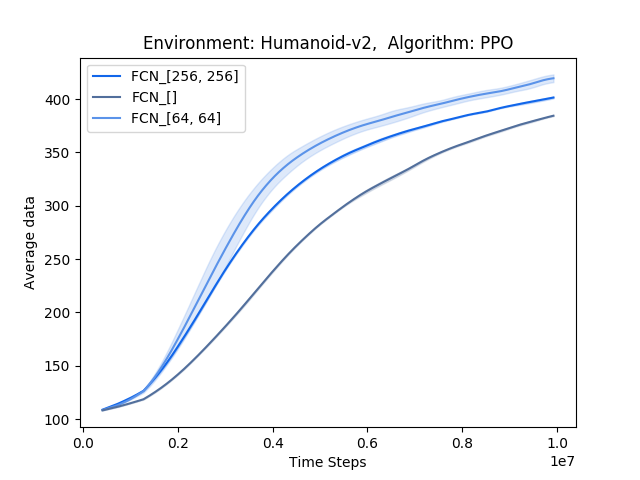 Environment: Humanoid-v2,  Algorithm: PPO
FCN_[256, 256]
FCN_[]
FCN_[64, 64]
Average data
400
350
300
250
200
150
100
0.0
0.2
0.4
0.6
0.8
1.0
1e7
Time Steps